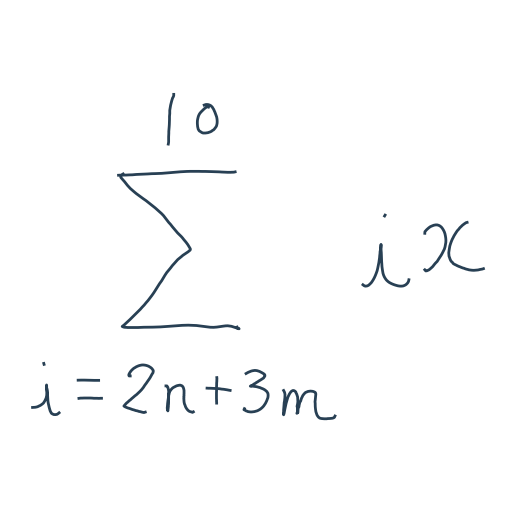 10
∑ ix
i = 2n + 3m